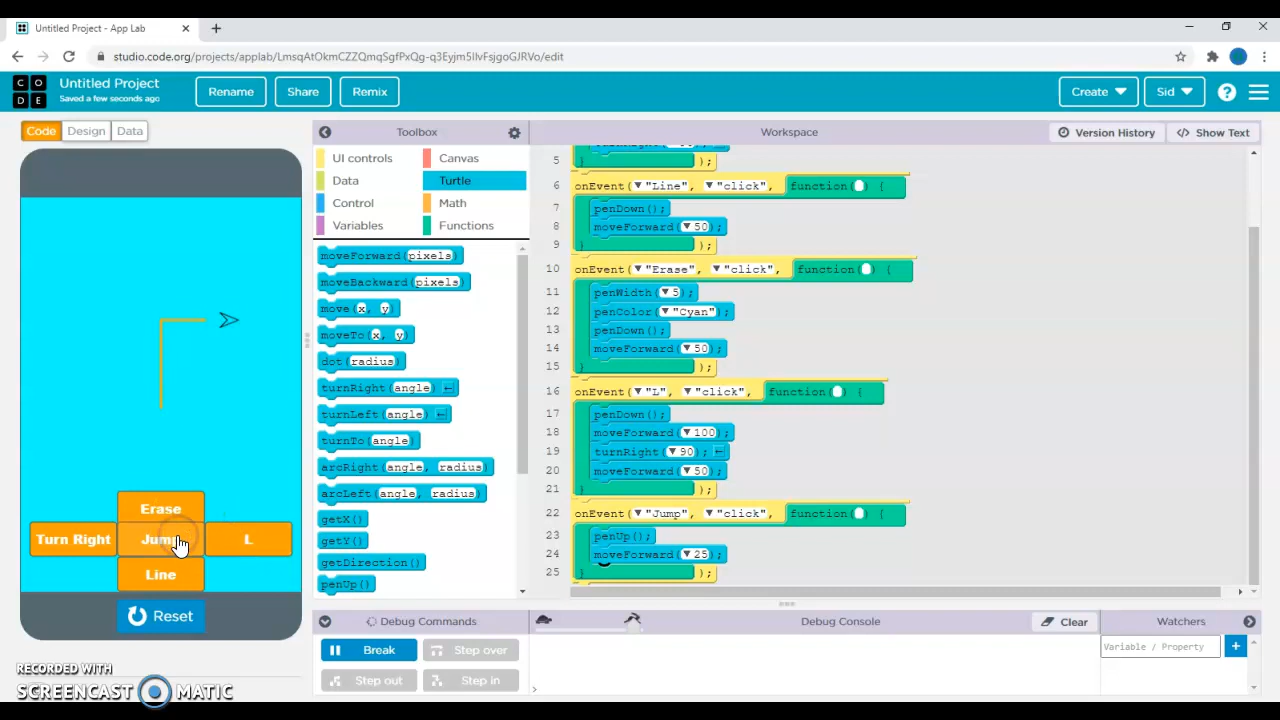 Untitled Project - App Lab
studio.code.org/projects/applab/LmsqAtOkmCZZQmqSgfPxQg-q3Eyjm5IlvFsjgoGJRVo/edit
CODE
Untitled Project
Saved a few seconds ago
Rename
Share
Remix
Create
Sid
?
Code
Design
Data
Toolbox
Workspace
Version History
</> Show Text
UI controls
Canvas
Data
Turtle
Control
Math
Variables
Functions
moveForward(pixels)
moveBackward(pixels)
move(x, y)
moveTo(x, y)
dot(radius)
turnRight(angle)
turnLeft(angle)
turnTo(angle)
arcRight(angle, radius)
arcLeft(angle, radius)
getX()
getY()
getDirection()
penUp()
5 } );
6 onEvent("Line", "click", function() {
7 penDown();
8 moveForward(50);
9 } );
10 onEvent("Erase", "click", function() {
11 penWidth(5);
12 penColor("Cyan");
13 penDown();
14 moveForward(50);
15 } );
16 onEvent("L", "click", function() {
17 penDown();
18 moveForward(100);
19 turnRight(90);
20 moveForward(50);
21 } );
22 onEvent("Jump", "click", function() {
23 penUp();
24 moveForward(25);
25 } );
Erase
Turn Right
Jump
L
Line
Reset
Debug Commands
Debug Console
Clear
Watchers
Break
Step over
Step out
Step in
Variable / Property
+
>
RECORDED WITH
SCREENCAST MATIC